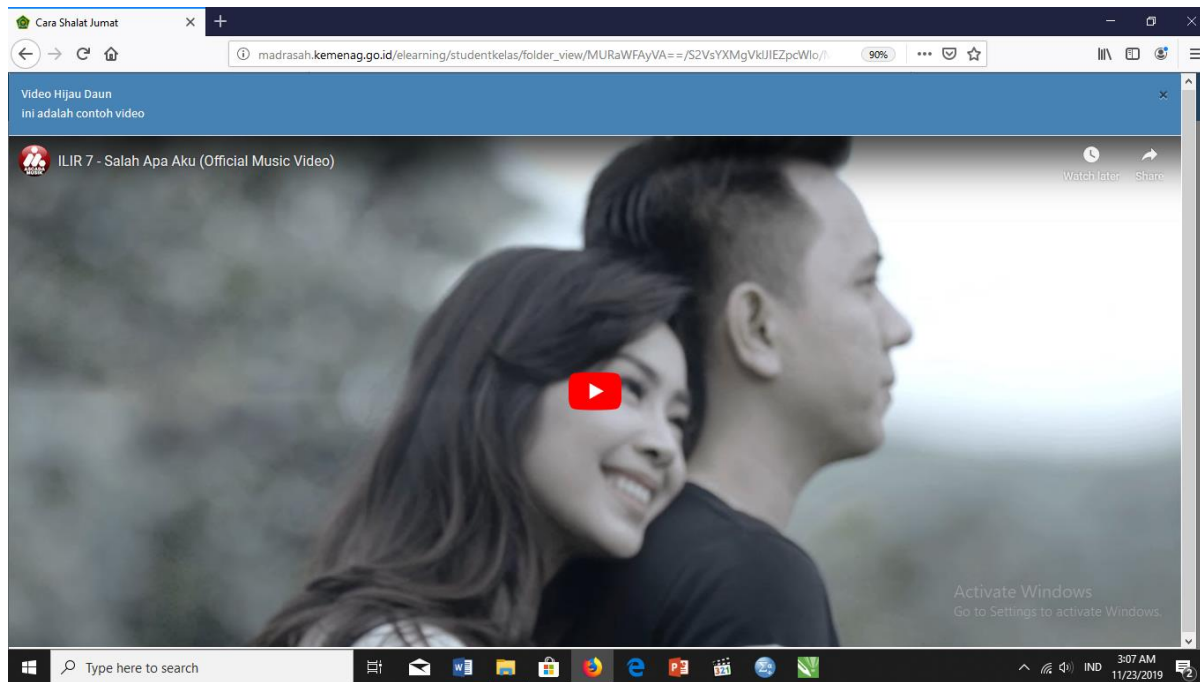 Cara Shalat Jumat
madrasah.kemenag.go.id/elearning/studentkelas/folder_view/MURaWFAyVA==/
90%
Video Hijau Daun
ini adalah contoh video
ILIR 7 - Salah Apa Aku (Official Music Video)
Watch later
Share
Activate Windows
Go to Settings to activate Windows.
Type here to search
IND
3:07 AM
11/23/2019
2